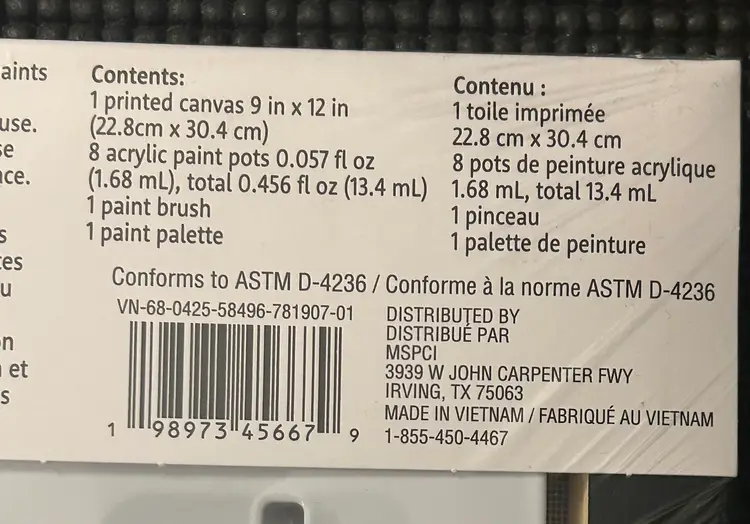 aints
use.
se
ace.
s
tes
u
on
et
s
Contents:
1 printed canvas 9 in x 12 in
(22.8cm x 30.4 cm)
8 acrylic paint pots 0.057 fl oz
(1.68 mL), total 0.456 fl oz (13.4 mL)
1 paint brush
1 paint palette
Contenu :
1 toile imprimée
22.8 cm x 30.4 cm
8 pots de peinture acrylique
1.68 mL, total 13.4 mL
1 pinceau
1 palette de peinture
Conforms to ASTM D-4236 / Conforme à la norme ASTM D-4236
VN-68-0425-58496-781907-01
1 98973 45667 9
DISTRIBUTED BY
DISTRIBUÉ PAR
MSPCI
3939 W JOHN CARPENTER FWY
IRVING, TX 75063
MADE IN VIETNAM / FABRIQUÉ AU VIETNAM
1-855-450-4467